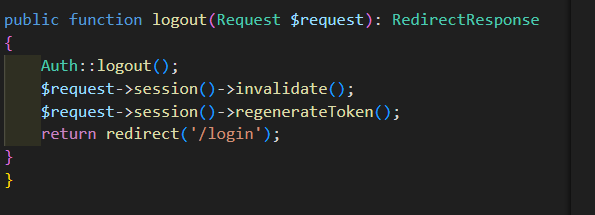 public function logout(Request $request): RedirectResponse
{
    Auth::logout();
    $request->session()->invalidate();
    $request->session()->regenerateToken();
    return redirect('/login');
}
}